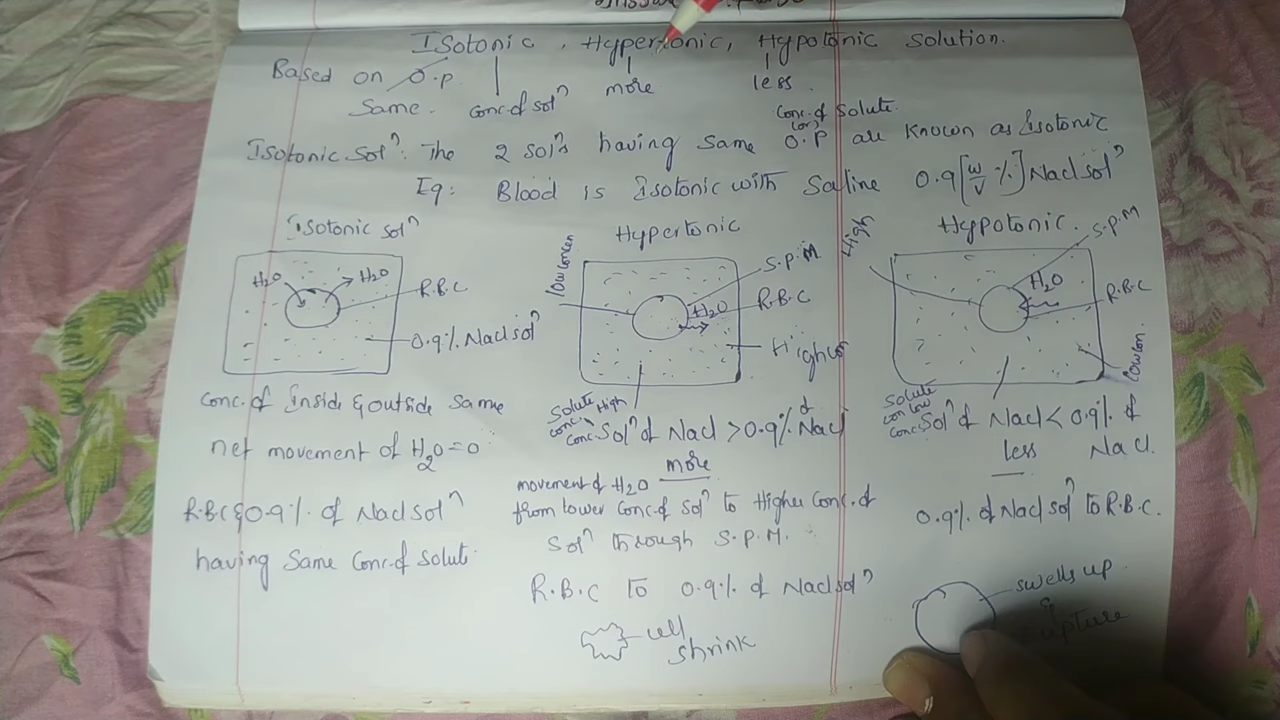 Isotonic, Hypertonic, Hypotonic solution.
Based on O.p.
Same. conc. of solⁿ more less.
conc. of solute
(or)
Isotonic solⁿ: The 2 solⁿs having same O.P are known as Isotonic
Eg: Blood is Isotonic with Saline 0.9[w/v %] Nacl solⁿ
Isotonic solⁿ
H₂O
H₂O
R.B.C
0.9% Nacl solⁿ
conc. of Inside & outside same
net movement of H₂O = 0
R.B.C & 0.9% of Nacl solⁿ
having same conc. of solute
Hypertonic
low concen
S.P.M
H₂O
R.B.C
Higher
Solute High
conc.
conc. solⁿ of Nacl > 0.9% of Nacl
more
movement of H₂O
from lower conc. of solⁿ to Higher conc. of
solⁿ through S.P.M.
R.B.C to 0.9% of Nacl solⁿ
cell
shrink
Hypotonic.
High
S.P.M
H₂O
R.B.C
low con
Solute
con low
conc. solⁿ of Nacl < 0.9% of
less Nacl.
0.9% of Nacl solⁿ to R.B.C.
swells up
&
rupture